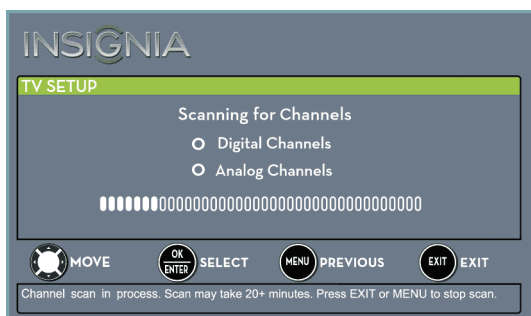 INSIGNIA
TV SETUP
Scanning for Channels
Digital Channels
Analog Channels
MOVE
OK
ENTER
SELECT
MENU
PREVIOUS
EXIT
EXIT
Channel scan in process. Scan may take 20+ minutes. Press EXIT or MENU to stop scan.